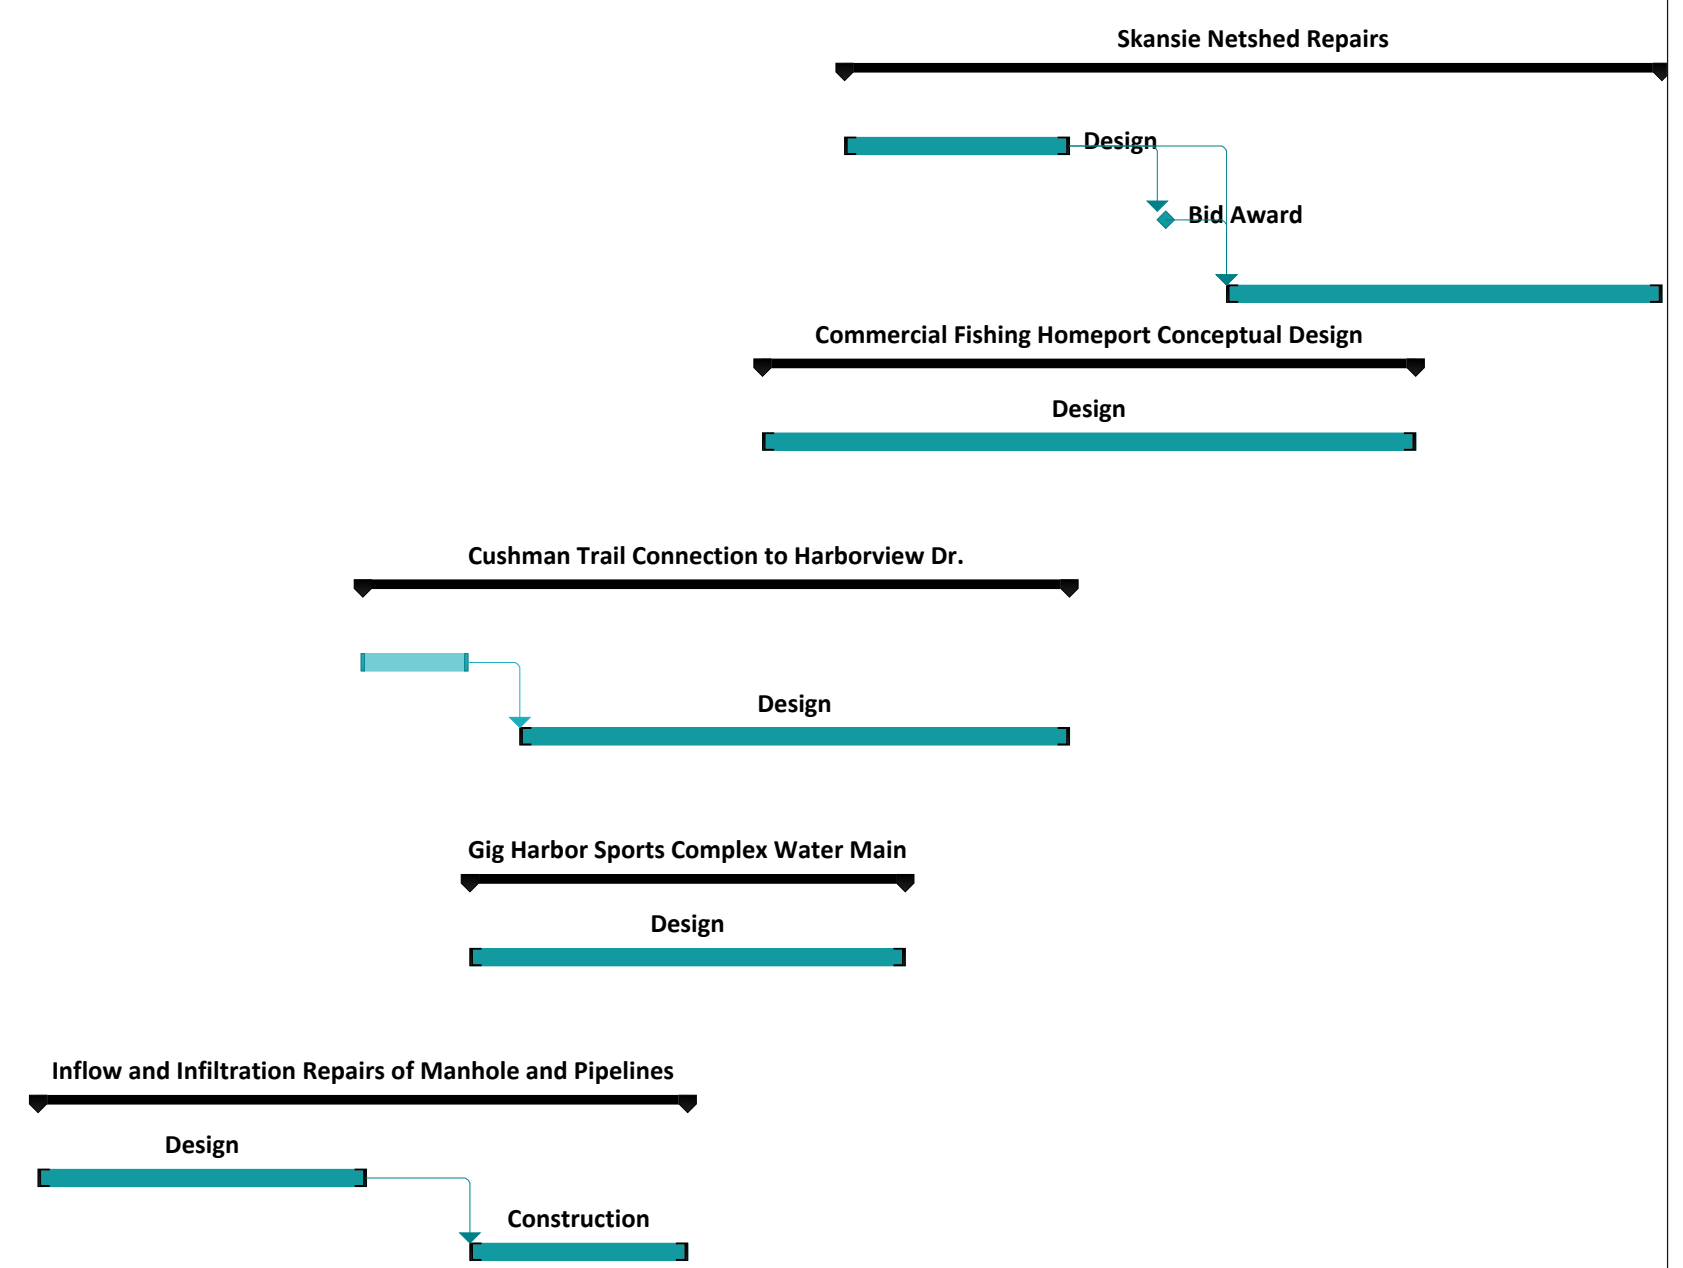 Skansie Netshed Repairs
Design
Bid Award
Commercial Fishing Homeport Conceptual Design
Design
Cushman Trail Connection to Harborview Dr.
Design
Gig Harbor Sports Complex Water Main
Design
Inflow and Infiltration Repairs of Manhole and Pipelines
Design
Construction